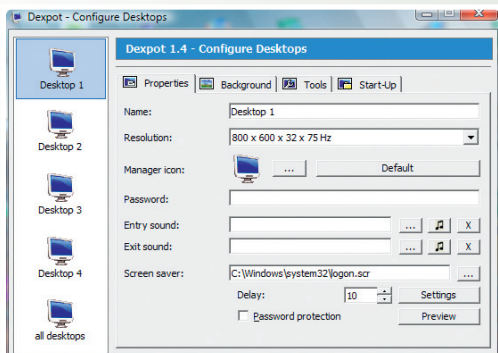 Dexpot - Configure Desktops
Dexpot 1.4 - Configure Desktops
Desktop 1
Desktop 2
Desktop 3
Desktop 4
all desktops
Properties Background Tools Start-Up
Name: Desktop 1
Resolution: 800 x 600 x 32 x 75 Hz
Manager icon: ... Default
Password:
Entry sound: ... X
Exit sound: ... X
Screen saver: C:\Windows\system32\logon.scr ...
Delay: 10 Settings
Password protection Preview